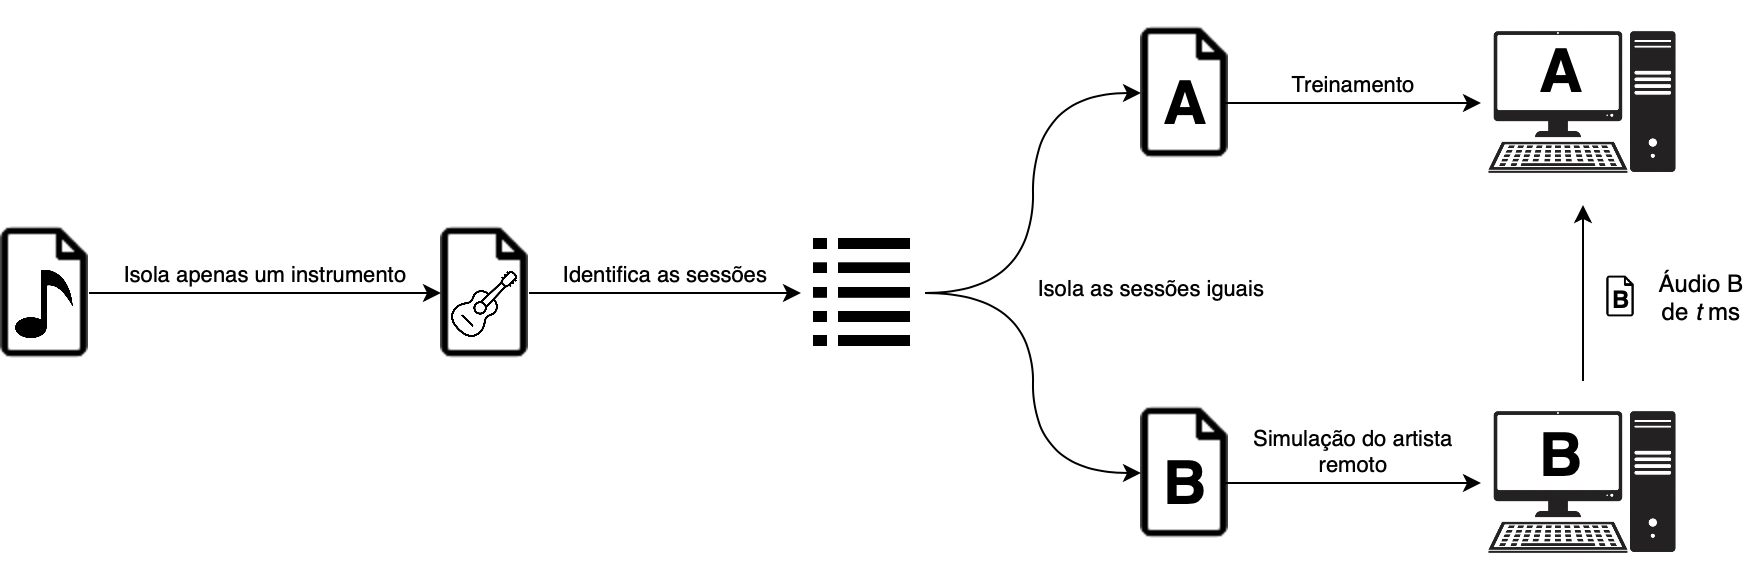 Isola apenas um instrumento
Identifica as sessões
Isola as sessões iguais
A
Treinamento
A
B
Áudio B
de t ms
B
Simulação do artista
remoto
B